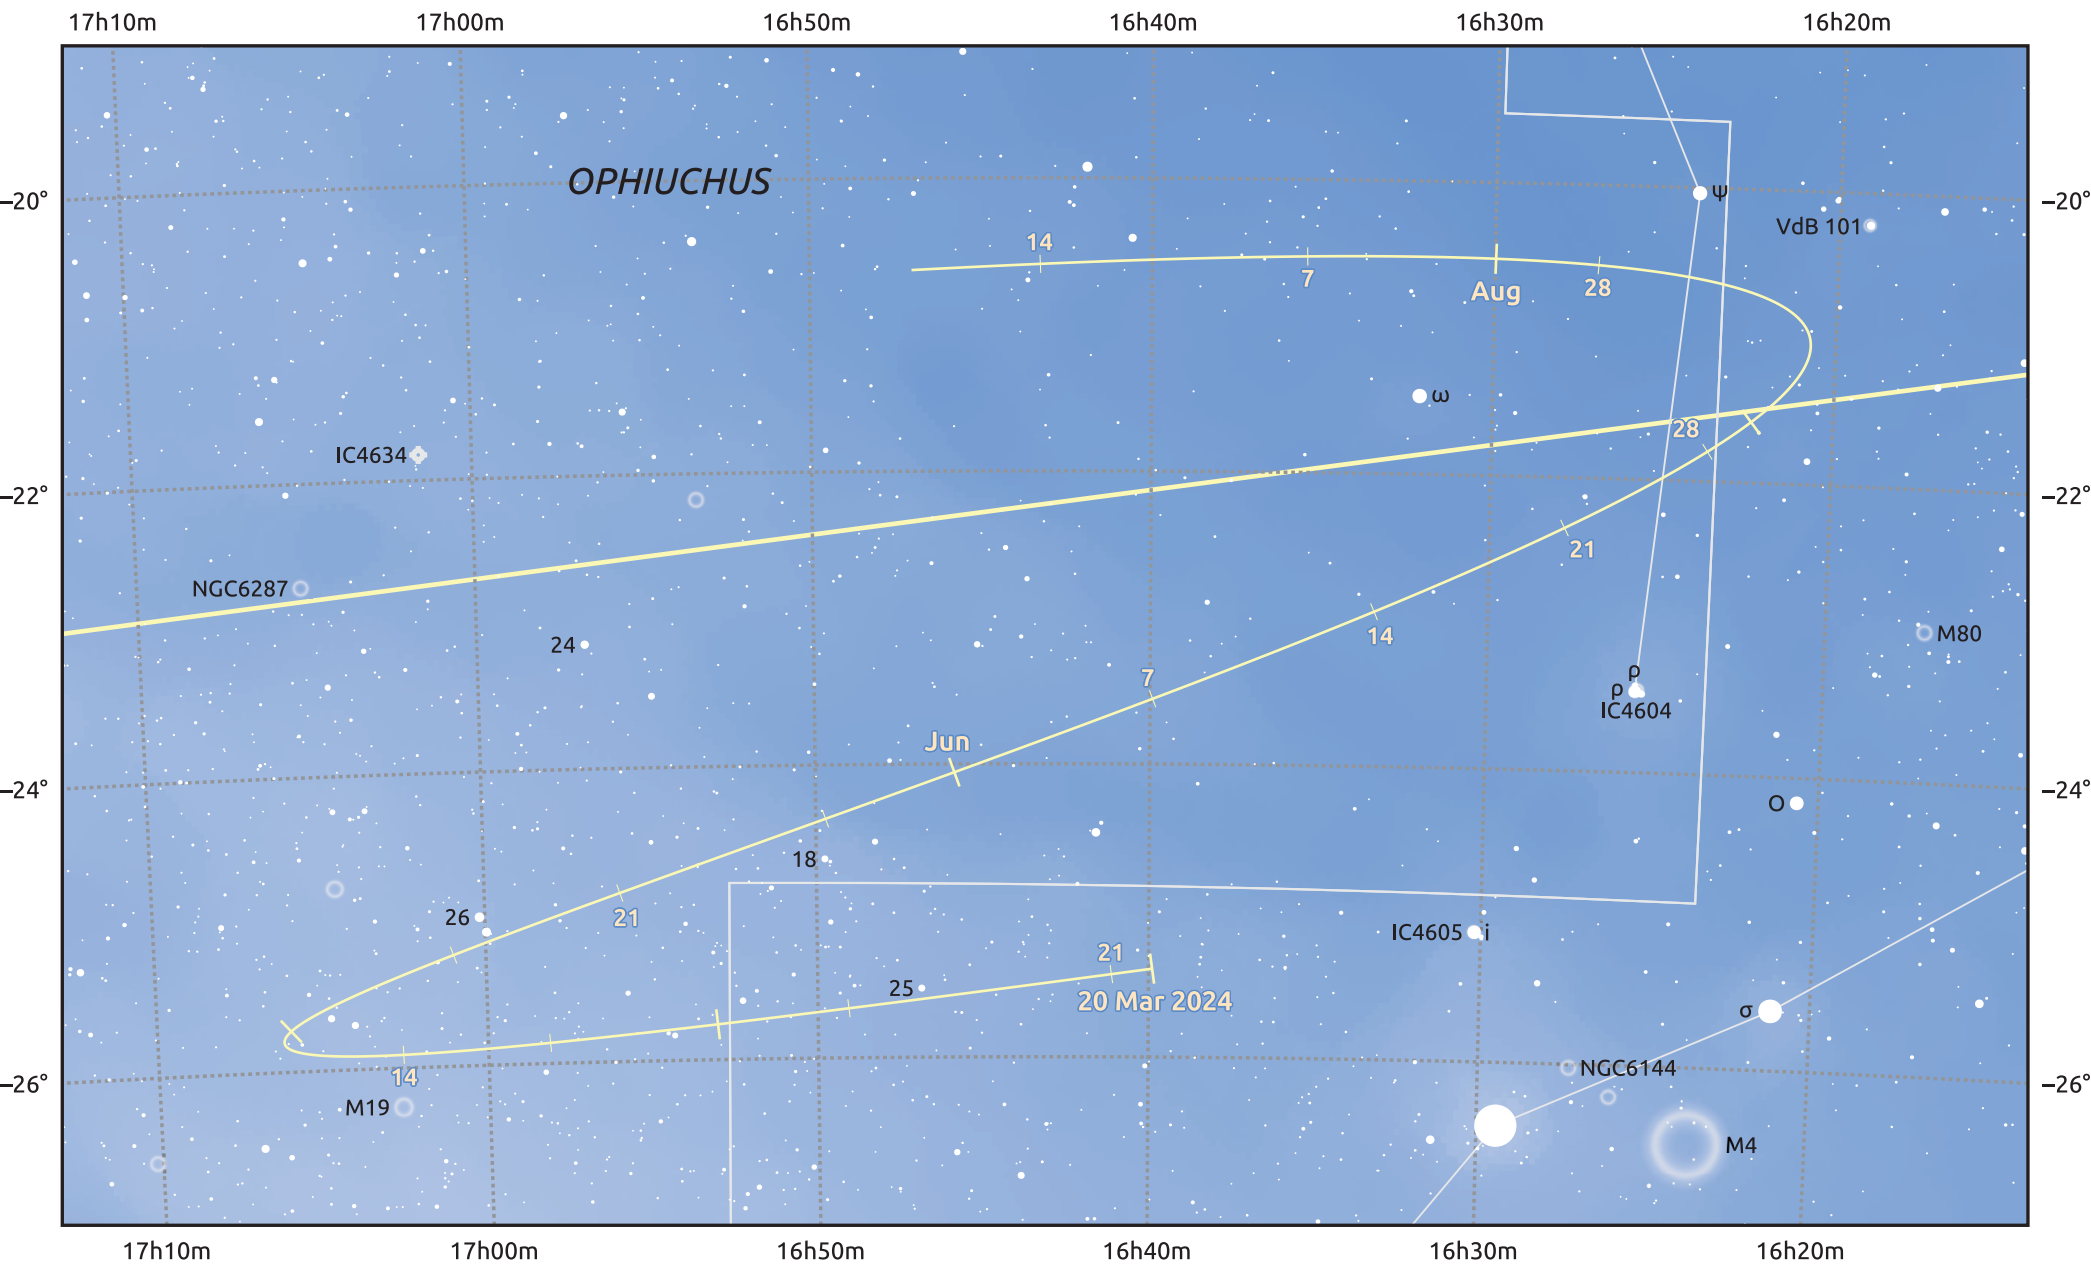 17h10m 17h00m 16h50m 16h40m 16h30m 16h20m
OPHIUCHUS
–20° –20°
ψ
VdB 101
14
7
28
Aug
ω
28
IC4634
–22° –22°
21
NGC6287
14
M80
24
7
ρ
ρ
IC4604
Jun
–24° –24°
O
18
26
21
IC4605 i
21
25
20 Mar 2024
σ
NGC6144
14
–26° –26°
M19
M4
17h10m 17h00m 16h50m 16h40m 16h30m 16h20m